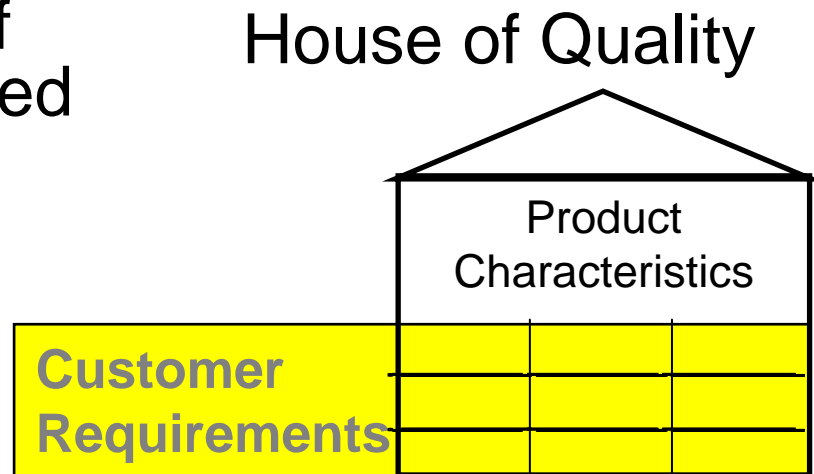 House of Quality
ed
Product
Characteristics
Customer
Requirements